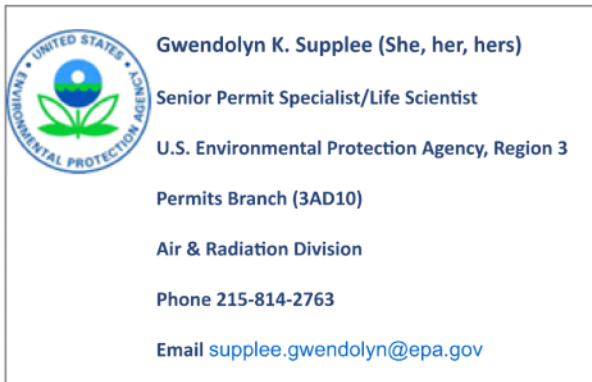 UNITED STATES
ENVIRONMENTAL PROTECTION AGENCY
Gwendolyn K. Supplee (She, her, hers)
Senior Permit Specialist/Life Scientist
U.S. Environmental Protection Agency, Region 3
Permits Branch (3AD10)
Air & Radiation Division
Phone 215-814-2763
Email supplee.gwendolyn@epa.gov